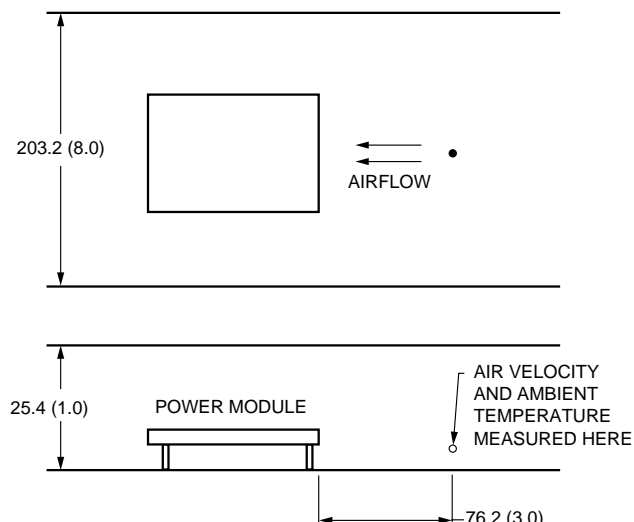 203.2 (8.0)
AIRFLOW
25.4 (1.0)
POWER MODULE
AIR VELOCITY
AND AMBIENT
TEMPERATURE
MEASURED HERE
76.2 (3.0)